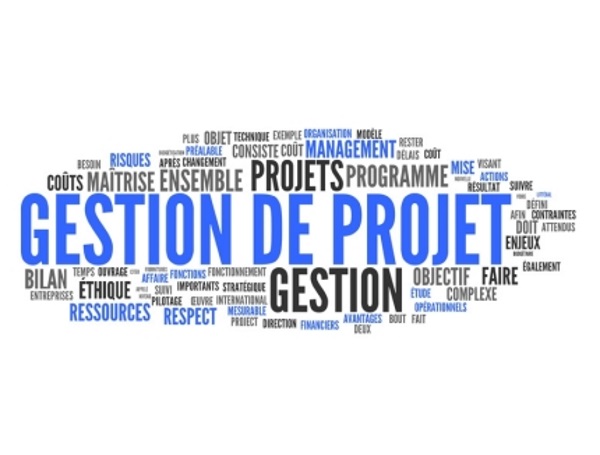 PLUS OBJET TECHNIQUE EXEMPLE ORGANISATION MODÈLE
BESOIN RISQUES PRÉALABLE CONSISTE COÛT MANAGEMENT RESTER
APRÈS CHANGEMENT DÉLAIS COÛT
COÛTS MAÎTRISE ENSEMBLE PROJETS PROGRAMME MISE VISANT
ACTIONS
RÉSULTAT SUIVRE
GESTION DE PROJET
DÉFINI
AFIN CONTRAINTES
DOIT ATTENDUS
ENJEUX
ÉGALEMENT
BILAN TEMPS OUVRAGE AFFAIRE FONCTIONS FONCTIONNEMENT GESTION OBJECTIF FAIRE
ENTREPRISES ÉTHIQUE SUIVI IMPORTANTS STRATÉGIQUE ÉTUDE COMPLEXE
PILOTAGE ŒUVRE INTERNATIONAL OPÉRATIONNELS
RESSOURCES RESPECT MESURABLE
PROJECT DIRECTION FINANCIERS AVANTAGES BOUT FAIT
DEUX